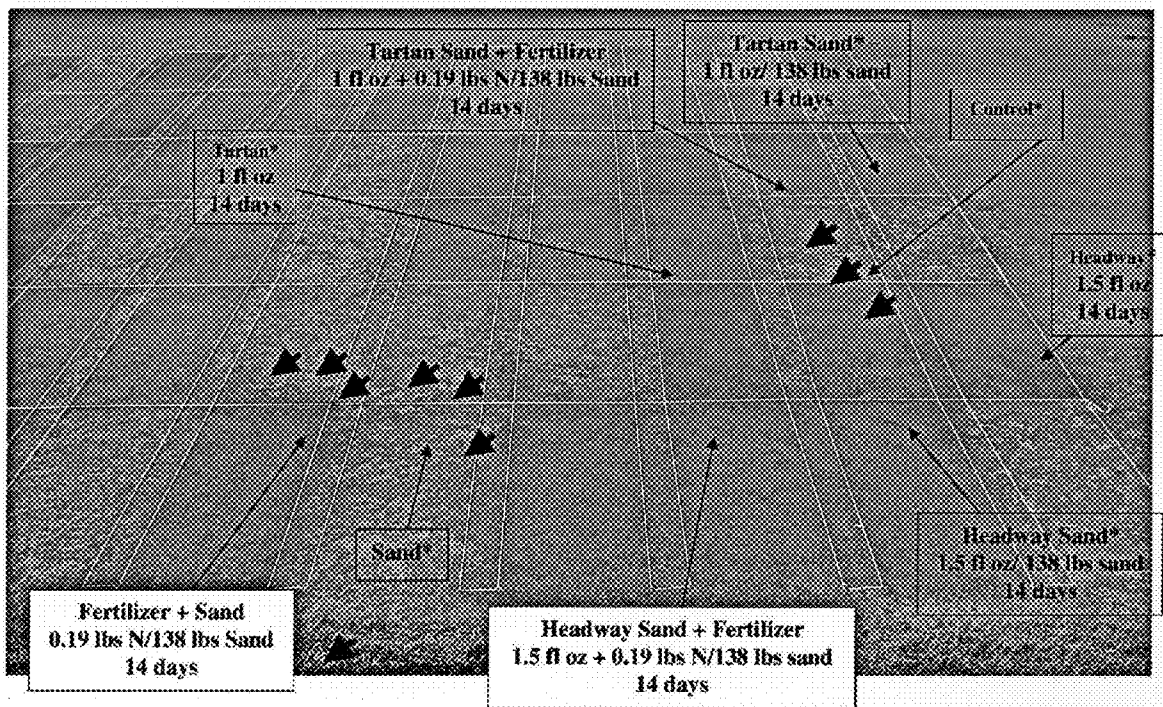 Tartan Sand + Fertilizer
1 fl oz + 0.19 lbs N/138 lbs Sand
14 days
Tartan Sand*
1 fl oz/ 138 lbs sand
14 days
Control*
Tartan*
1 fl oz
14 days
Headway*
1.5 fl oz
14 days
Sand*
Headway Sand*
1.5 fl oz/ 138 lbs sand
14 days
Fertilizer + Sand
0.19 lbs N/138 lbs Sand
14 days
Headway Sand + Fertilizer
1.5 fl oz + 0.19 lbs N/138 lbs sand
14 days